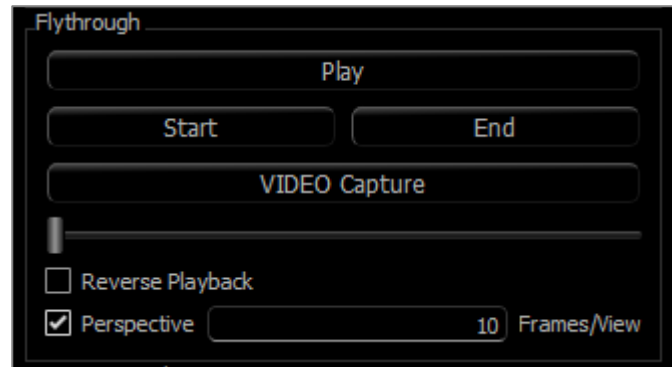 Flythrough
Play
Start End
VIDEO Capture
Reverse Playback
Perspective 10 Frames/View